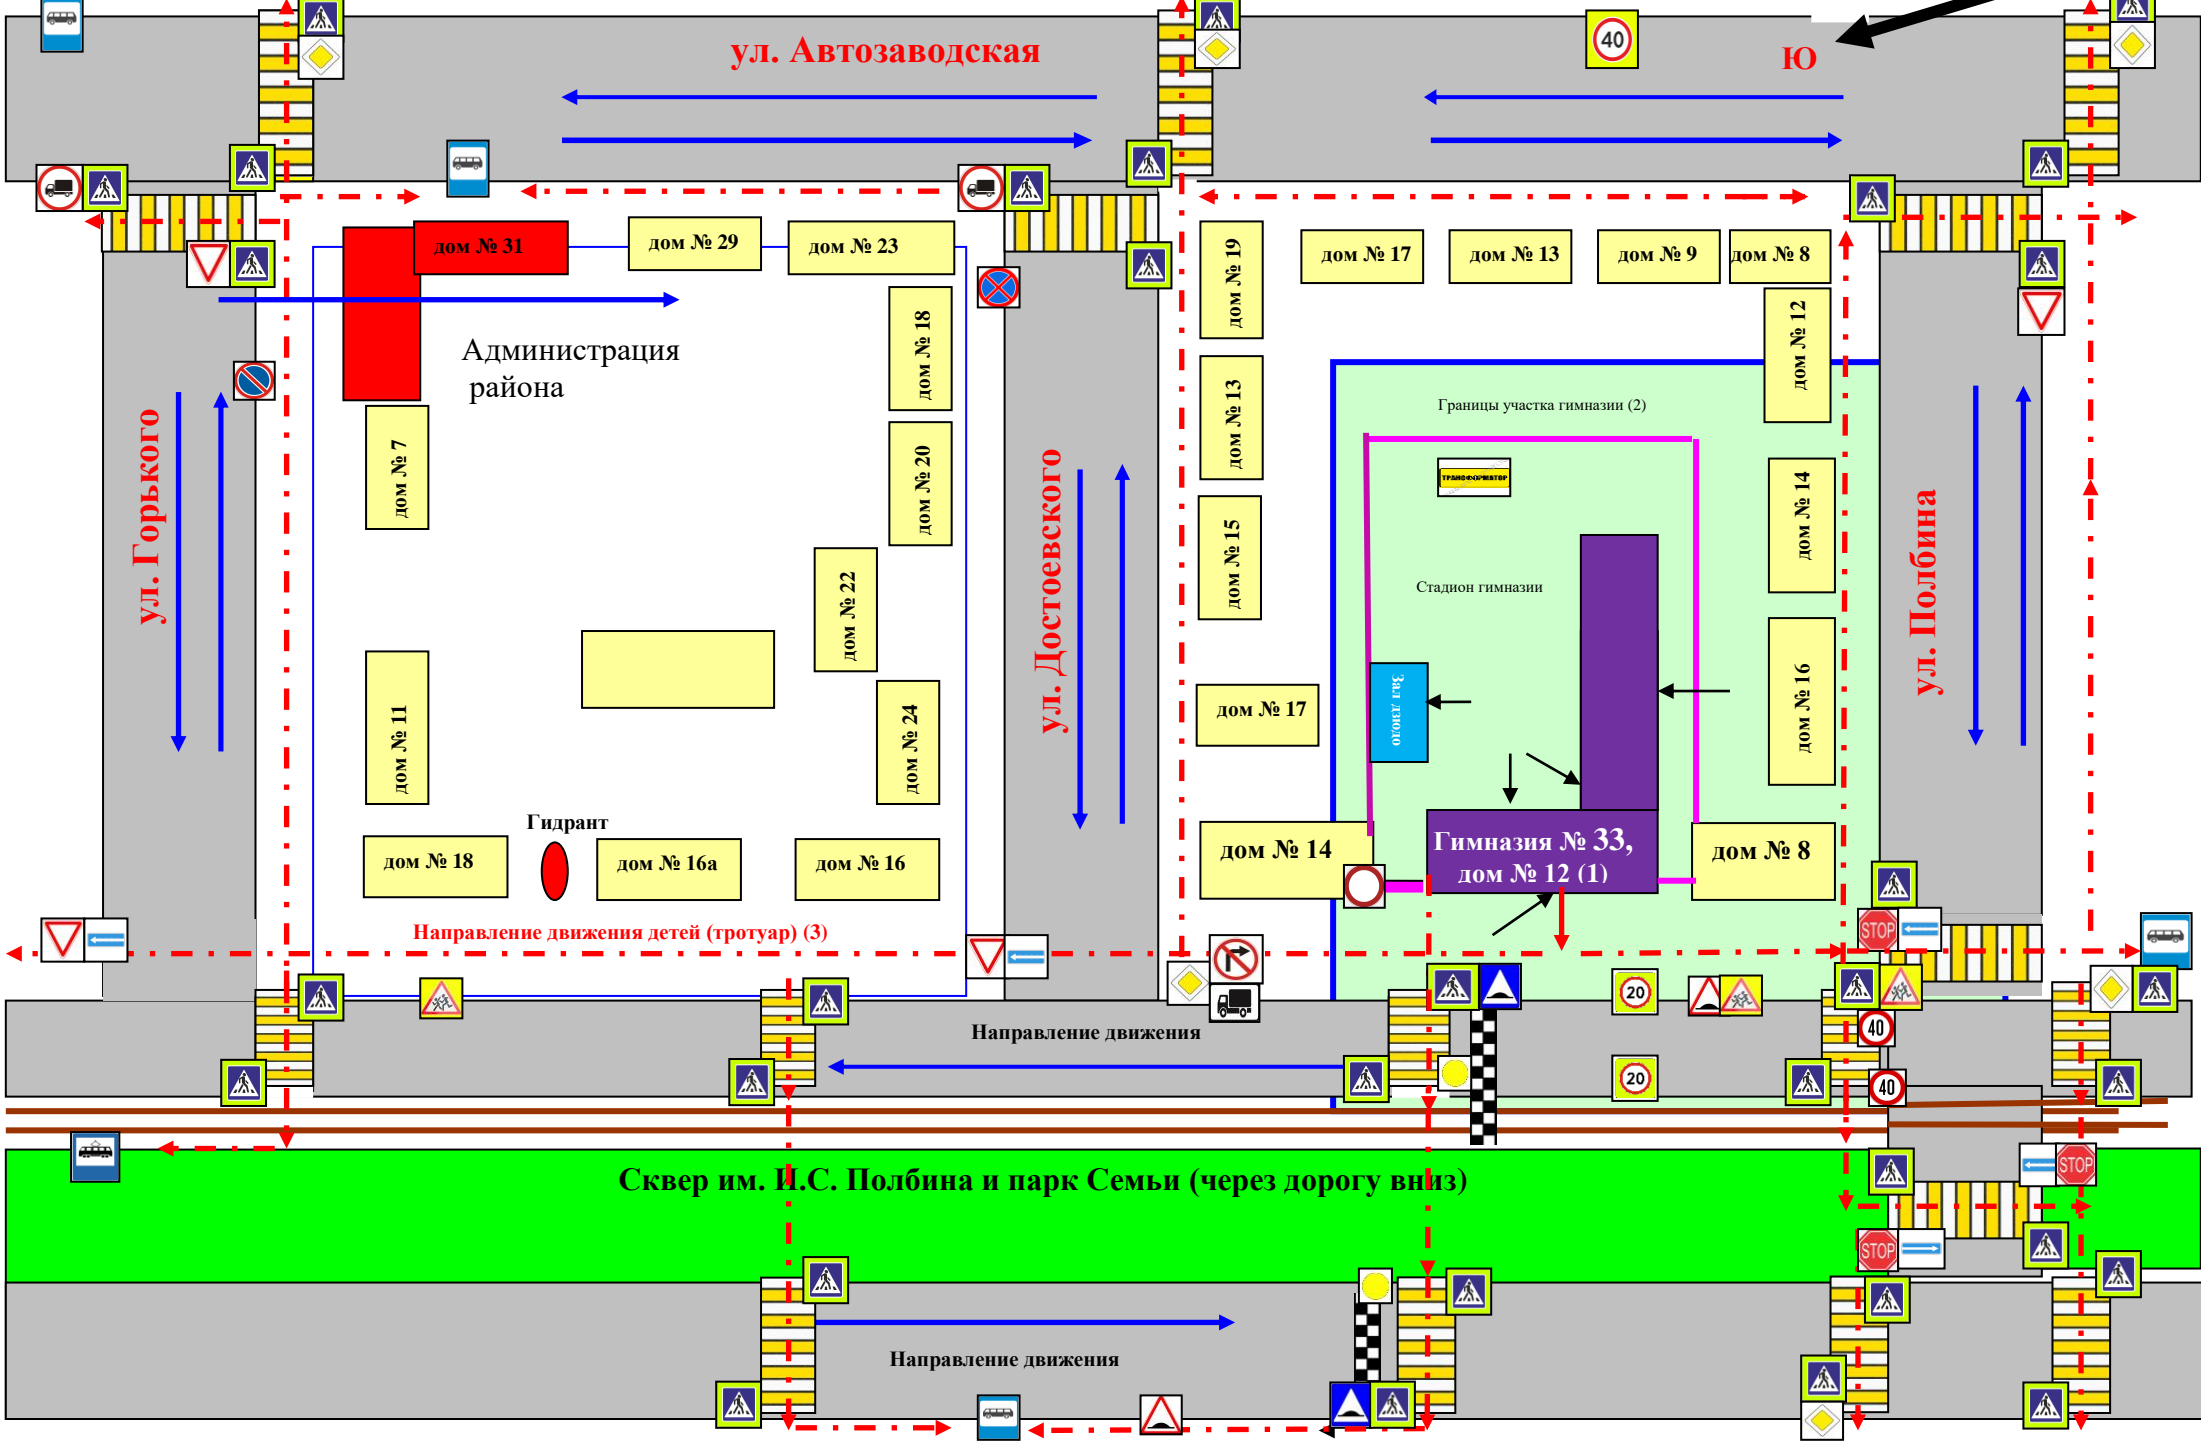 ул. Автозаводская
40
Ю
дом № 31
дом № 29
дом № 23
дом № 19
дом № 17
дом № 13
дом № 9
дом № 8
дом № 18
дом № 12
Администрация
района
Границы участка гимназии (2)
ул. Горького
дом № 7
дом № 20
ул. Достоевского
дом № 13
ТРАНСФОРМАТОР
дом № 14
ул. Полбина
дом № 15
Стадион гимназии
дом № 22
дом № 11
дом № 24
дом № 17
Зал дзюдо
дом № 16
Гидрант
дом № 18
дом № 16а
дом № 16
дом № 14
Гимназия № 33,
дом № 12 (1)
дом № 8
Направление движения детей (тротуар) (3)
STOP
20
Направление движения
40
20
40
STOP
Сквер им. И.С. Полбина и парк Семьи (через дорогу вниз)
STOP
Направление движения